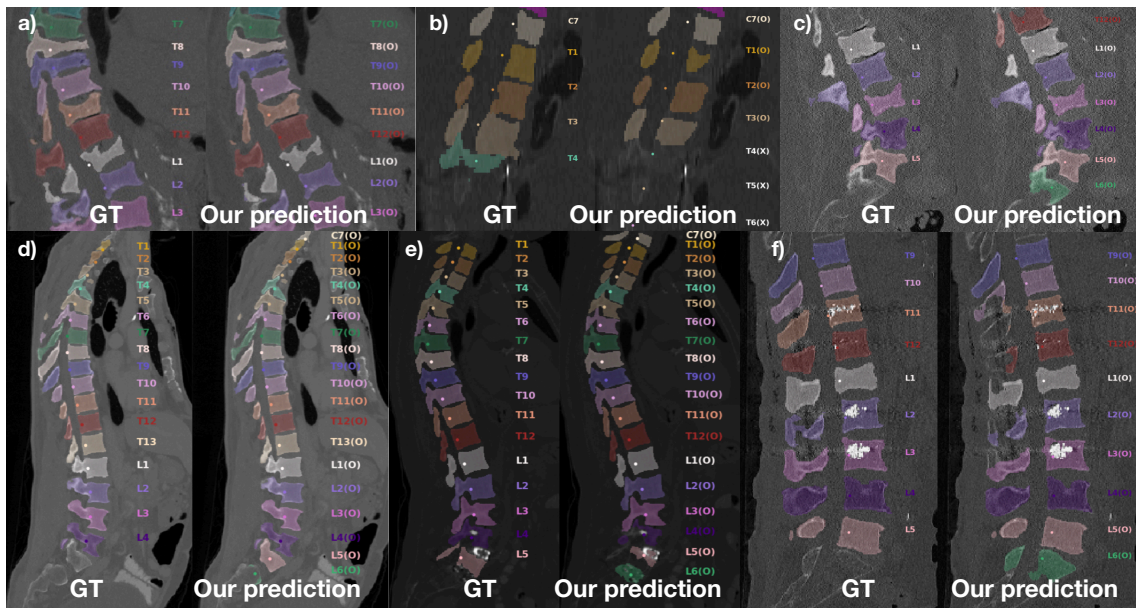 a)
T7
T8
T9
T10
T11
T12
L1
L2
L3
GT
T7(O)
T8(O)
T9(O)
T10(O)
T11(O)
T12(O)
L1(O)
L2(O)
L3(O)
Our prediction
b)
C7
T1
T2
T3
T4
GT
C7(O)
T1(O)
T2(O)
T3(O)
T4(X)
T5(X)
T6(X)
Our prediction
c)
L1
L2
L3
L4
L5
GT
L1(O)
L2(O)
L3(O)
L4(O)
L5(O)
L6(O)
Our prediction
d)
T1
T2
T3
T4
T5
T6
T7
T8
T9
T10
T11
T12
T13
L1
L2
L3
L4
GT
C7(O)
T1(O)
T2(O)
T3(O)
T4(O)
T5(O)
T6(O)
T7(O)
T8(O)
T9(O)
T10(O)
T11(O)
T12(O)
T13(O)
L1(O)
L2(O)
L3(O)
L4(O)
L5(O)
L6(O)
Our prediction
e)
T1
T2
T3
T4
T5
T6
T7
T8
T9
T10
T11
T12
L1
L2
L3
L4
L5
GT
C7(O)
T1(O)
T2(O)
T3(O)
T4(O)
T5(O)
T6(O)
T7(O)
T8(O)
T9(O)
T10(O)
T11(O)
T12(O)
L1(O)
L2(O)
L3(O)
L4(O)
L5(O)
L6(O)
Our prediction
f)
T9
T10
T11
T12
L1
L2
L3
L4
L5
GT
T9(O)
T10(O)
T11(O)
T12(O)
L1(O)
L2(O)
L3(O)
L4(O)
L5(O)
L6(O)
Our prediction